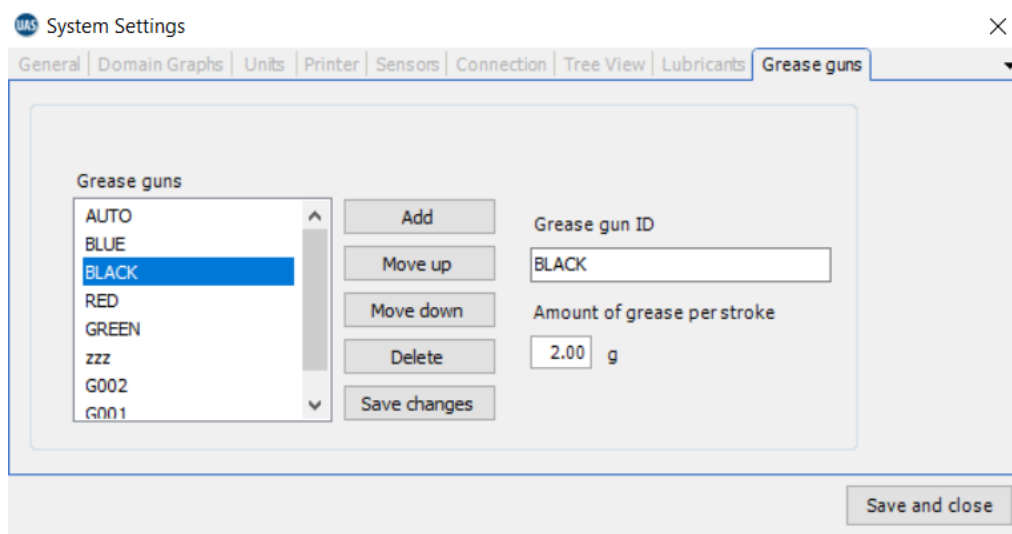 UAS System Settings
General Domain Graphs Units Printer Sensors Connection Tree View Lubricants Grease guns
Grease guns
AUTO
BLUE
BLACK
RED
GREEN
zzz
G002
G001
Add
Move up
Move down
Delete
Save changes
Grease gun ID
BLACK
Amount of grease per stroke
2.00 g
Save and close